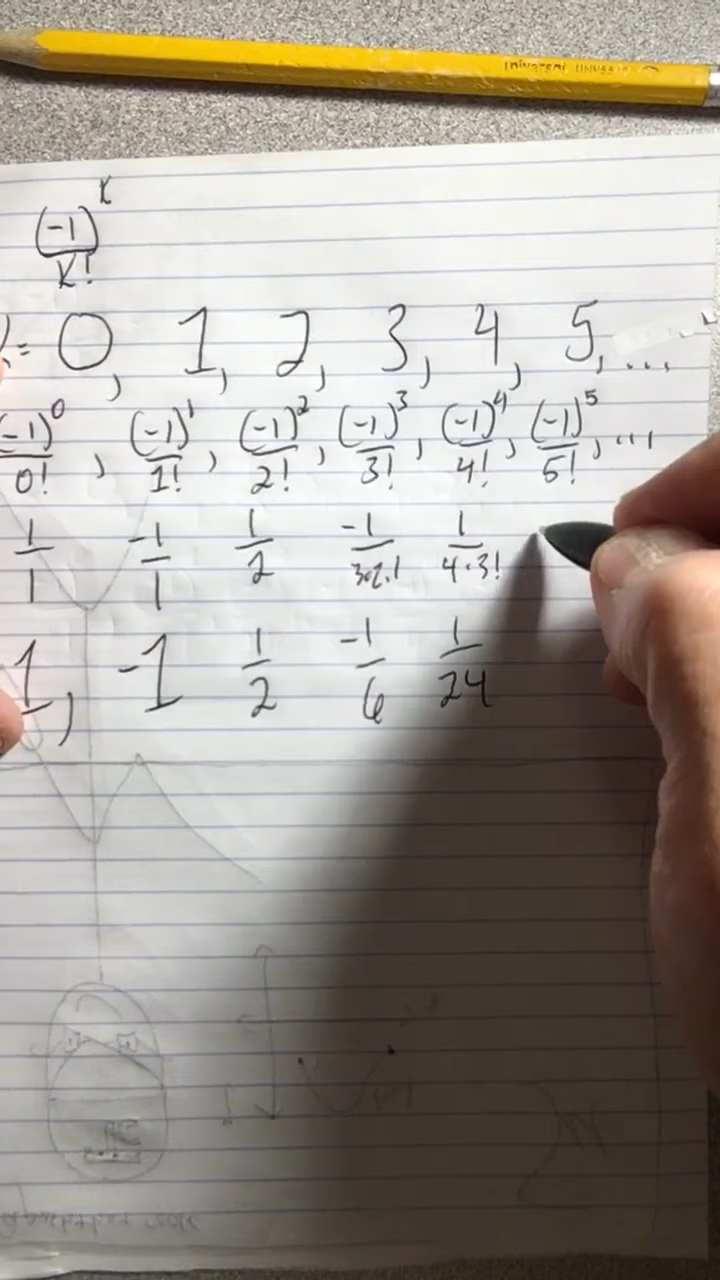 (-1)^K
K!
= 0, 1, 2, 3, 4, 5, ...
(-1)^0/0!, (-1)^1/1!, (-1)^2/2!, (-1)^3/3!, (-1)^4/4!, (-1)^5/5!, ...
1/1 -1/1 1/2 -1/3·2·1 1/4·3!
1, -1 1/2 -1/6 1/24